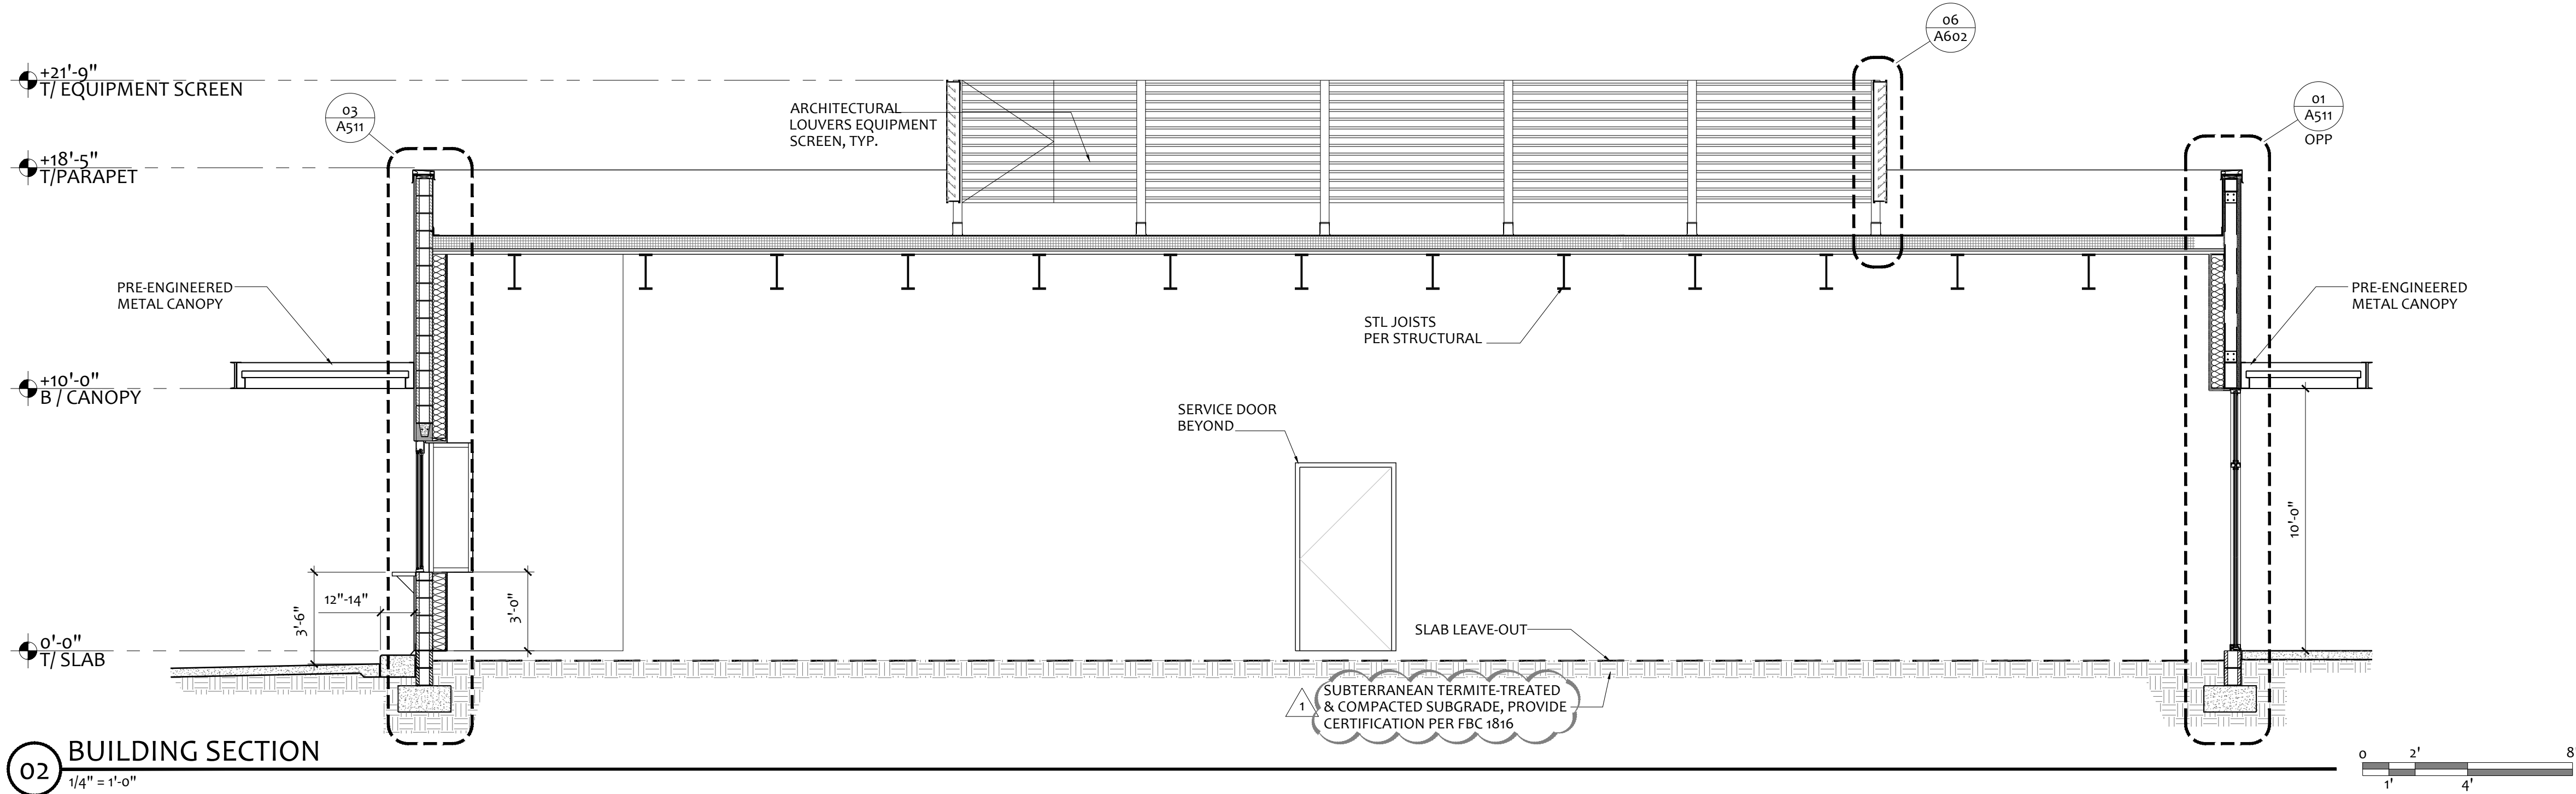 06
A602
+21'-9"
T/ EQUIPMENT SCREEN
03
A511
ARCHITECTURAL
LOUVERS EQUIPMENT
SCREEN, TYP.
01
A511
OPP
+18'-5"
T/PARAPET
PRE-ENGINEERED
METAL CANOPY
PRE-ENGINEERED
METAL CANOPY
STL JOISTS
PER STRUCTURAL
+10'-0"
B / CANOPY
SERVICE DOOR
BEYOND
10'-0"
12"-14"
3'-6"
3'-0"
SLAB LEAVE-OUT
0'-0"
T/ SLAB
1
SUBTERRANEAN TERMITE-TREATED
& COMPACTED SUBGRADE, PROVIDE
CERTIFICATION PER FBC 1816
02
BUILDING SECTION
1/4" = 1'-0"
0 2' 8
1' 4'